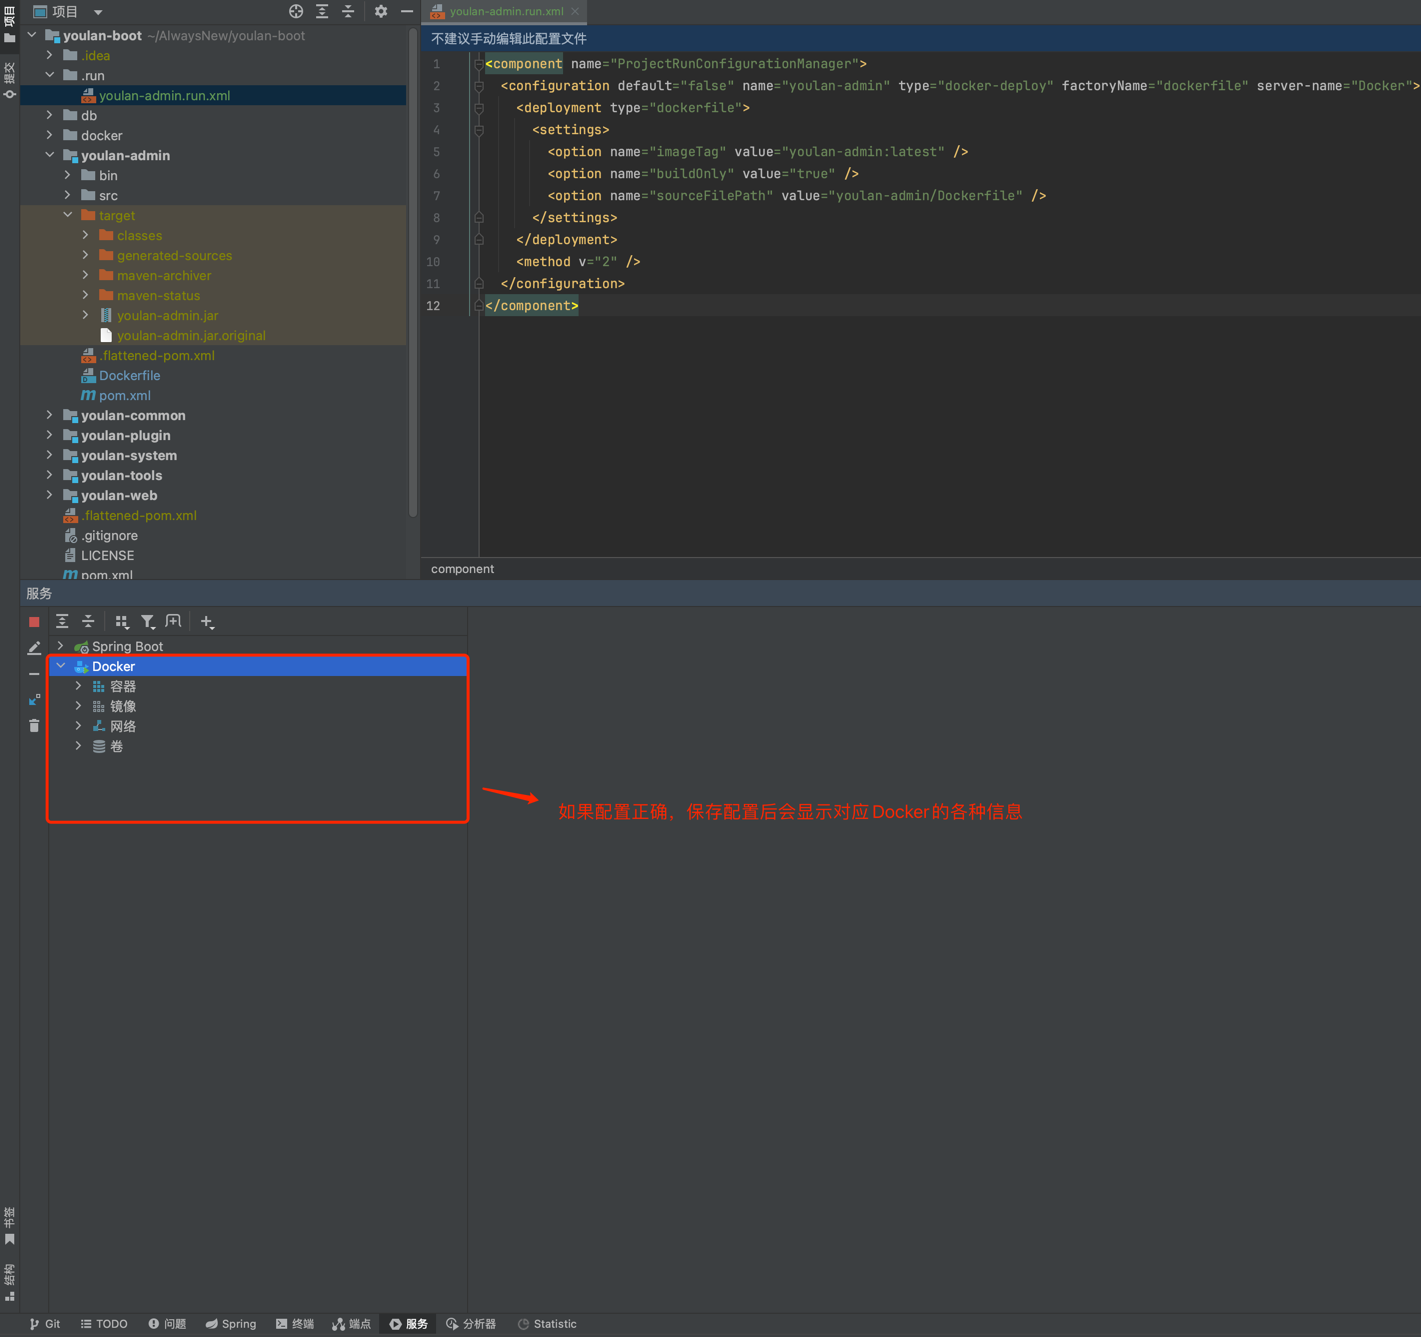 项目
youlan-admin.run.xml
项目
提交
youlan-boot ~/AlwaysNew/youlan-boot
.idea
.run
youlan-admin.run.xml
db
docker
youlan-admin
bin
src
target
classes
generated-sources
maven-archiver
maven-status
youlan-admin.jar
youlan-admin.jar.original
.flattened-pom.xml
Dockerfile
pom.xml
youlan-common
youlan-plugin
youlan-system
youlan-tools
youlan-web
.flattened-pom.xml
.gitignore
LICENSE
pom.xml
不建议手动编辑此配置文件
1 <component name="ProjectRunConfigurationManager">
2 <configuration default="false" name="youlan-admin" type="docker-deploy" factoryName="dockerfile" server-name="Docker">
3 <deployment type="dockerfile">
4 <settings>
5 <option name="imageTag" value="youlan-admin:latest" />
6 <option name="buildOnly" value="true" />
7 <option name="sourceFilePath" value="youlan-admin/Dockerfile" />
8 </settings>
9 </deployment>
10 <method v="2" />
11 </configuration>
12 </component>
component
服务
Spring Boot
Docker
容器
镜像
网络
卷
如果配置正确，保存配置后会显示对应Docker的各种信息
书签
结构
Git TODO 问题 Spring 终端 端点 服务 分析器 Statistic